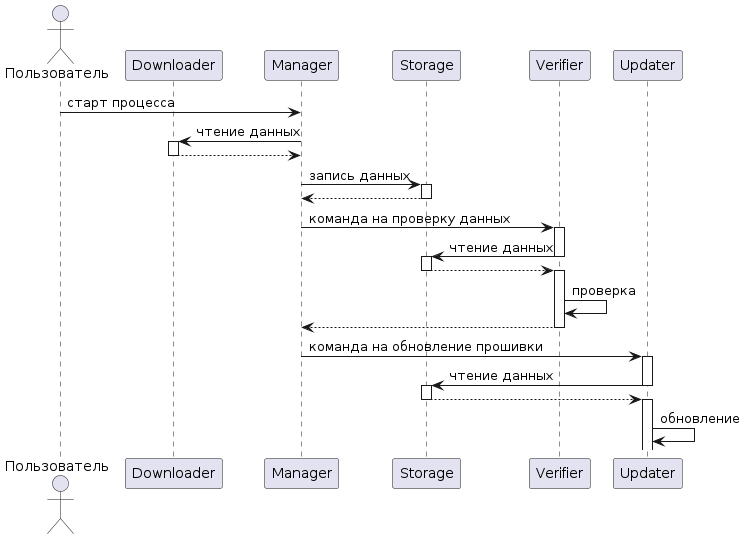 Пользователь
Downloader
Manager
Storage
Verifier
Updater
старт процесса
чтение данных
запись данных
команда на проверку данных
чтение данных
проверка
команда на обновление прошивки
чтение данных
обновление
Пользователь
Downloader
Manager
Storage
Verifier
Updater